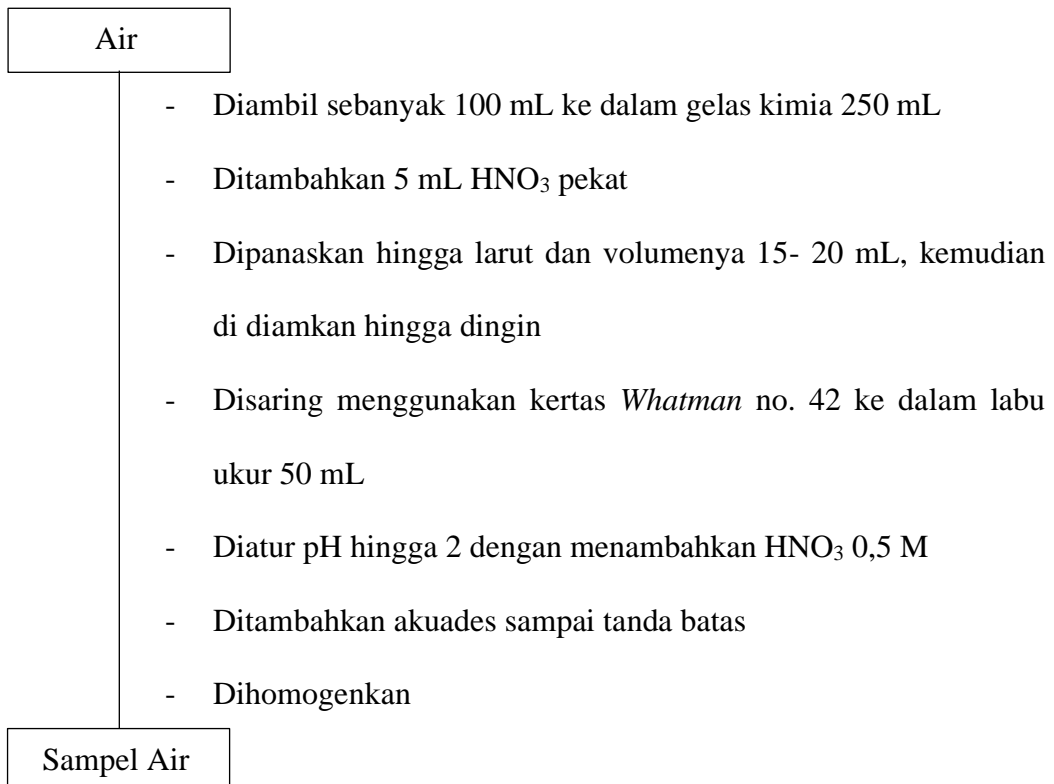 Air
- Diambil sebanyak 100 mL ke dalam gelas kimia 250 mL
- Ditambahkan 5 mL HNO₃ pekat
- Dipanaskan hingga larut dan volumenya 15- 20 mL, kemudian
di diamkan hingga dingin
- Disaring menggunakan kertas Whatman no. 42 ke dalam labu
ukur 50 mL
- Diatur pH hingga 2 dengan menambahkan HNO₃ 0,5 M
- Ditambahkan akuades sampai tanda batas
- Dihomogenkan
Sampel Air